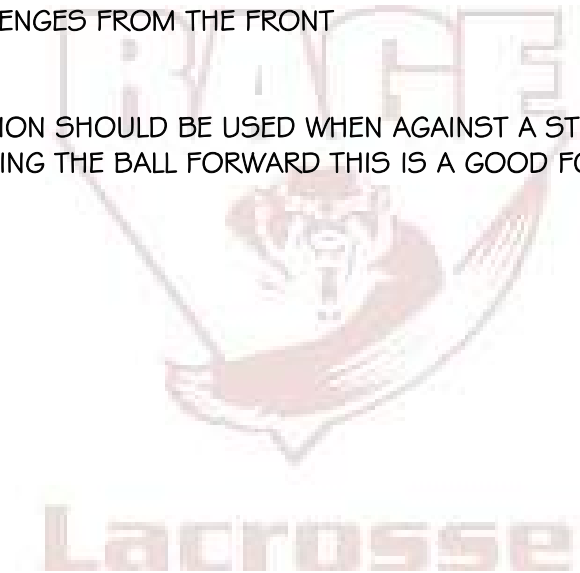 RAGE
ENGES FROM THE FRONT
ION SHOULD BE USED WHEN AGAINST A ST
ING THE BALL FORWARD THIS IS A GOOD FO
Lacrosse